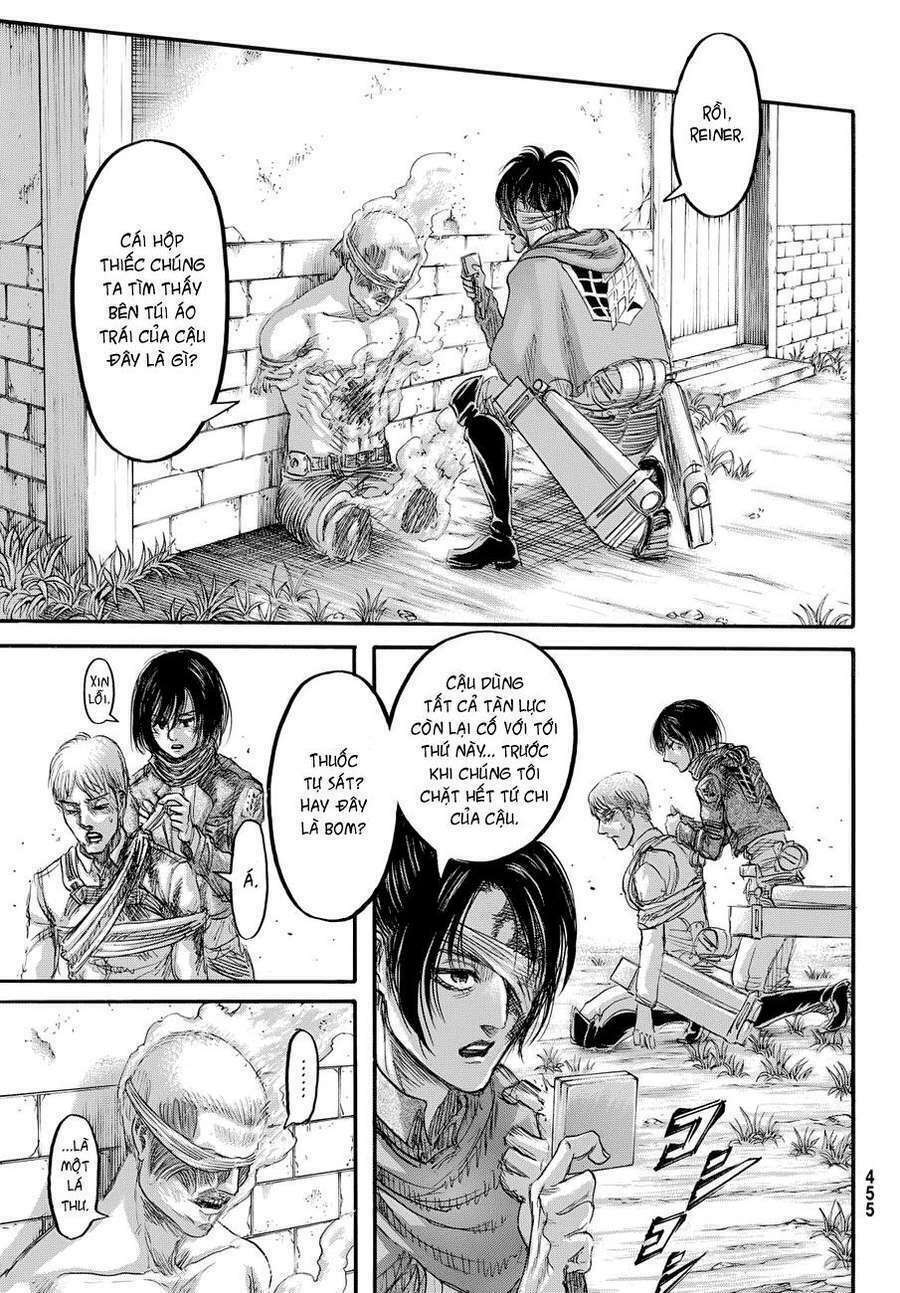 RỒI,
REINER.
CÁI HỘP
THIẾC CHÚNG
TA TÌM THẤY
BÊN TÚI ÁO
TRÁI CỦA CẬU
ĐÂY LÀ GÌ?
CẬU DÙNG
TẤT CẢ TÀN LỰC
CÒN LẠI CỐ VỚI TỚI
THỨ NÀY... TRƯỚC
KHI CHÚNG TÔI
CHẶT HẾT TỨ CHI
CỦA CẬU.
THUỐC
TỰ SÁT?
HAY ĐÂY
LÀ BOM?
XIN
LỖI.
Á.
........
...LÀ
MỘT
LÁ
THƯ.
455